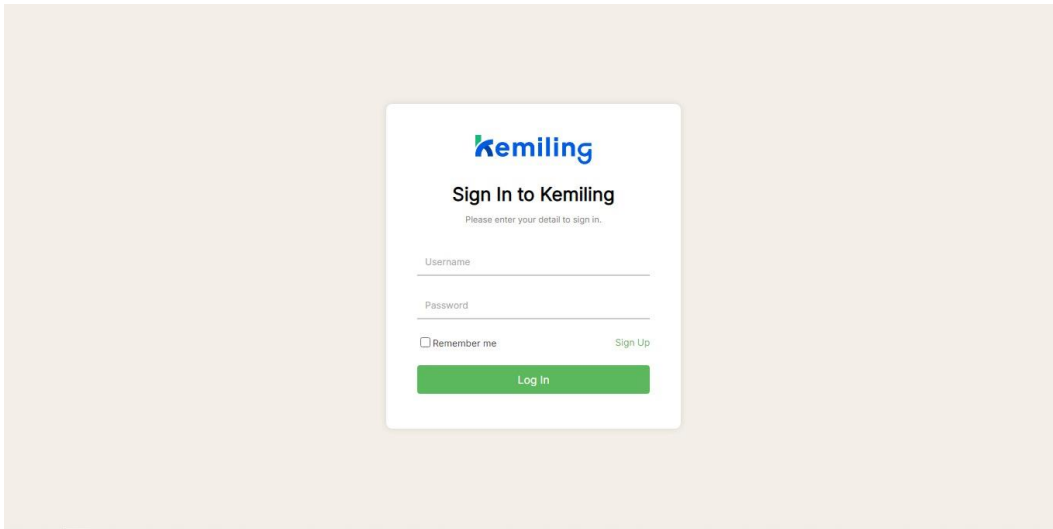 kemiling
Sign In to Kemiling
Please enter your detail to sign in.
Username
Password
Remember me
Sign Up
Log In